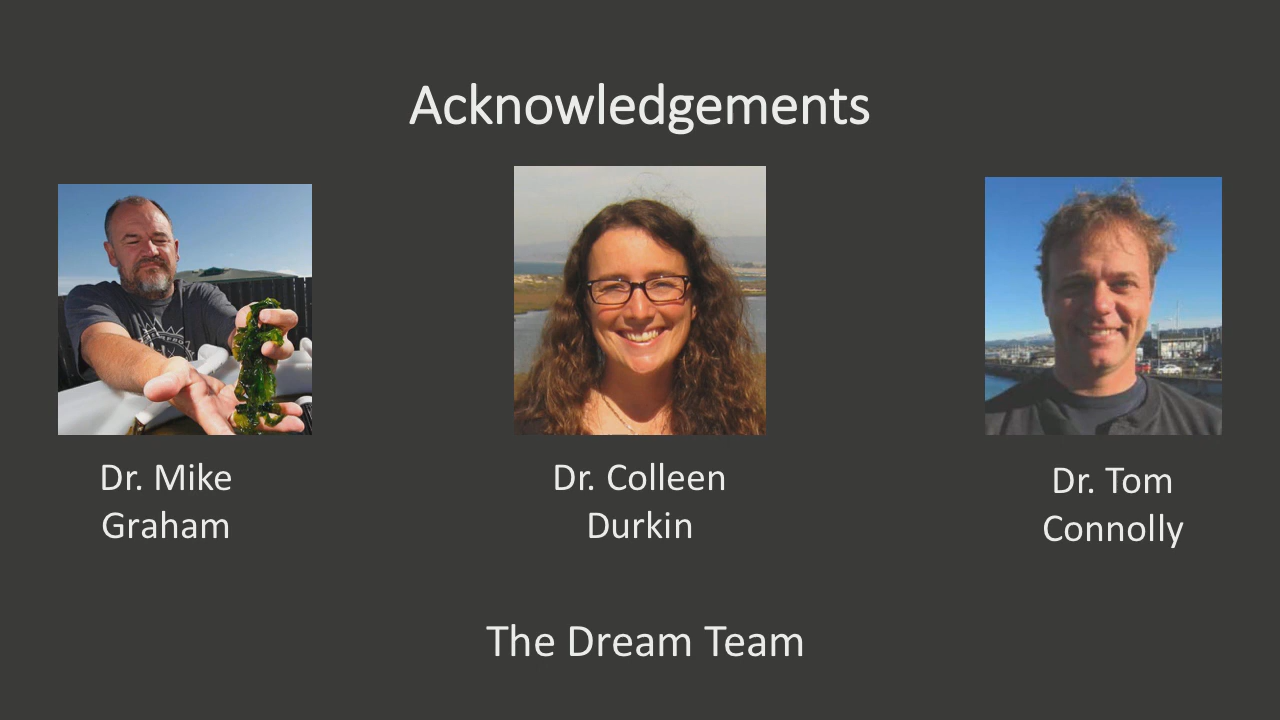 Acknowledgements
Dr. Mike
Graham
Dr. Colleen
Durkin
Dr. Tom
Connolly
The Dream Team